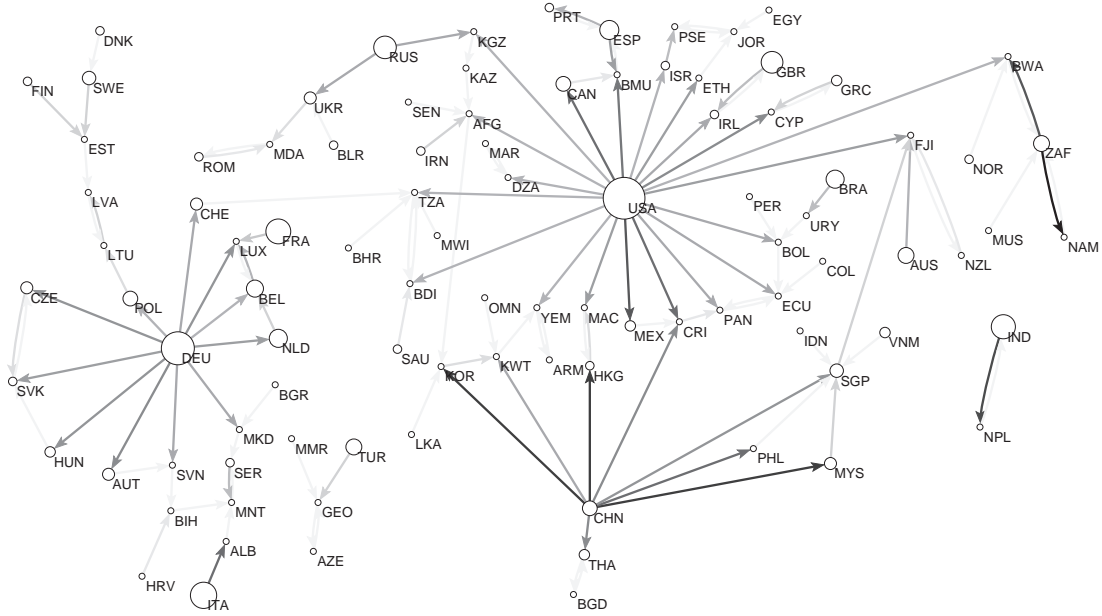 PRT
ESP
EGY
DNK
RUS
KGZ
PSE
JOR
BWA
FIN
SWE
KAZ
CAN
BMU
ISR
ETH
GBR
GRC
UKR
SEN
AFG
IRL
CYP
EST
ROM
MDA
BLR
IRN
MAR
FJI
NOR
ZAF
LVA
CHE
TZA
DZA
USA
PER
BRA
URY
LTU
LUX
FRA
BHR
MWI
BOL
COL
AUS
NZL
MUS
NAM
CZE
POL
BEL
BDI
OMN
YEM
MAC
MEX
CRI
PAN
ECU
DEU
NLD
SAU
KOR
KWT
ARM
HKG
IDN
VNM
SGP
IND
SVK
BGR
HUN
MKD
LKA
NPL
AUT
SVN
SER
MMR
TUR
PHL
MYS
BIH
MNT
GEO
CHN
ALB
AZE
THA
HRV
ITA
BGD